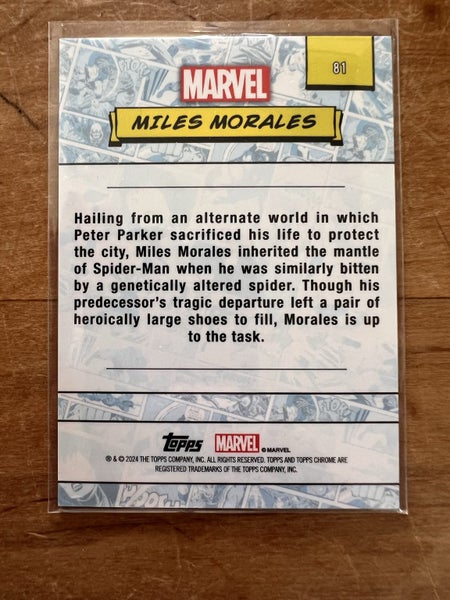 81
MARVEL
MILES MORALES
Hailing from an alternate world in which
Peter Parker sacrificed his life to protect
the city, Miles Morales inherited the mantle
of Spider-Man when he was similarly bitten
by a genetically altered spider. Though his
predecessor's tragic departure left a pair of
heroically large shoes to fill, Morales is up
to the task.
topps MARVEL © MARVEL
® & © 2024 THE TOPPS COMPANY, INC. ALL RIGHTS RESERVED. TOPPS AND TOPPS CHROME ARE
REGISTERED TRADEMARKS OF THE TOPPS COMPANY, INC.